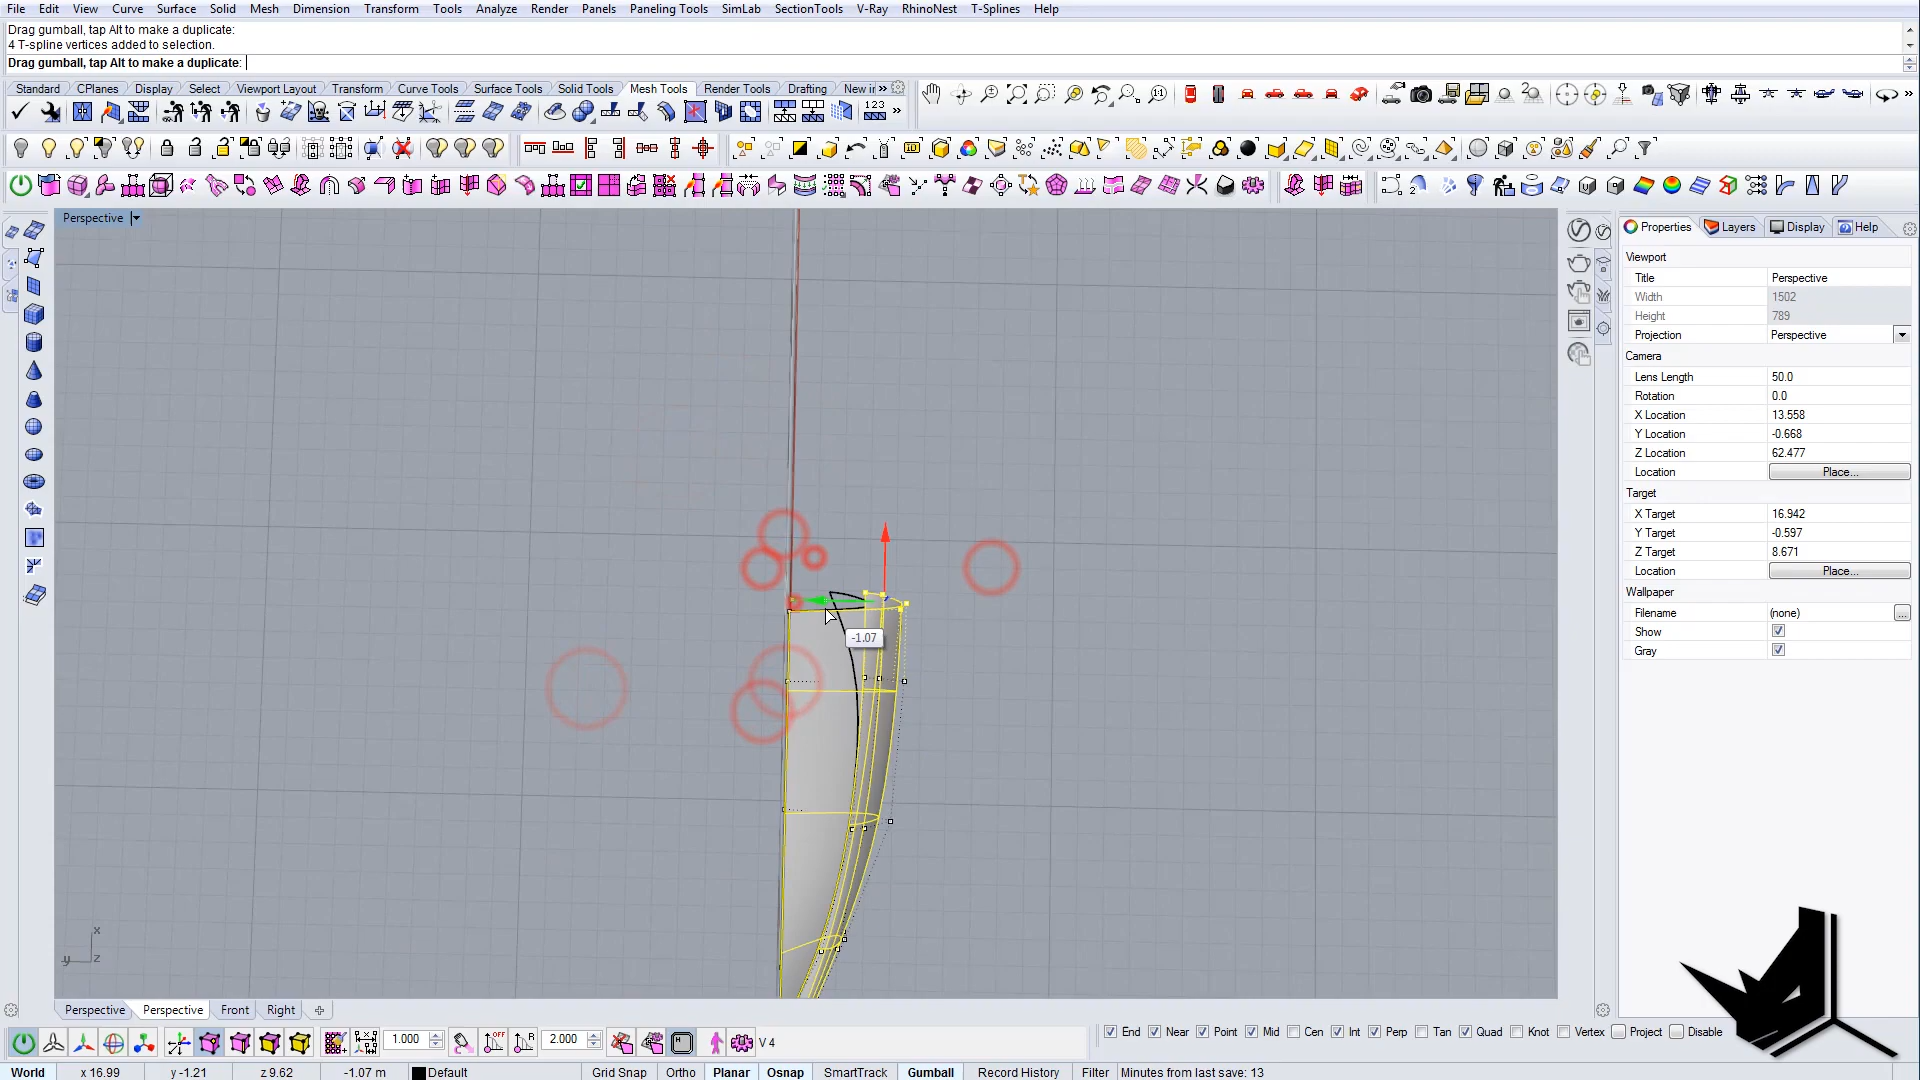 File Edit View Curve Surface Solid Mesh Dimension Transform Tools Analyze Render Panels Paneling Tools SimLab SectionTools V-Ray RhinoNest T-Splines Help
Drag gumball, tap Alt to make a duplicate:
4 T-spline vertices added to selection.
Drag gumball, tap Alt to make a duplicate:
Standard CPlanes Display Select Viewport Layout Transform Curve Tools Surface Tools Solid Tools Mesh Tools Render Tools Drafting New in »
123 »
»
Perspective
Properties Layers Display Help
Viewport
Title Perspective
Width 1502
Height 789
Projection Perspective
Camera
Lens Length 50.0
Rotation 0.0
X Location 13.558
Y Location -0.668
Z Location 62.477
Location Place...
Target
X Target 16.942
Y Target -0.597
Z Target 8.671
Location Place...
Wallpaper
Filename (none) ...
Show
Gray
-1.07
x
y z
Perspective Perspective Front Right
1.000 OFF R 2.000 H V 4
End Near Point Mid Cen Int Perp Tan Quad Knot Vertex Project Disable
World x 16.99 y -1.21 z 9.62 -1.07 m Default Grid Snap Ortho Planar Osnap SmartTrack Gumball Record History Filter Minutes from last save: 13